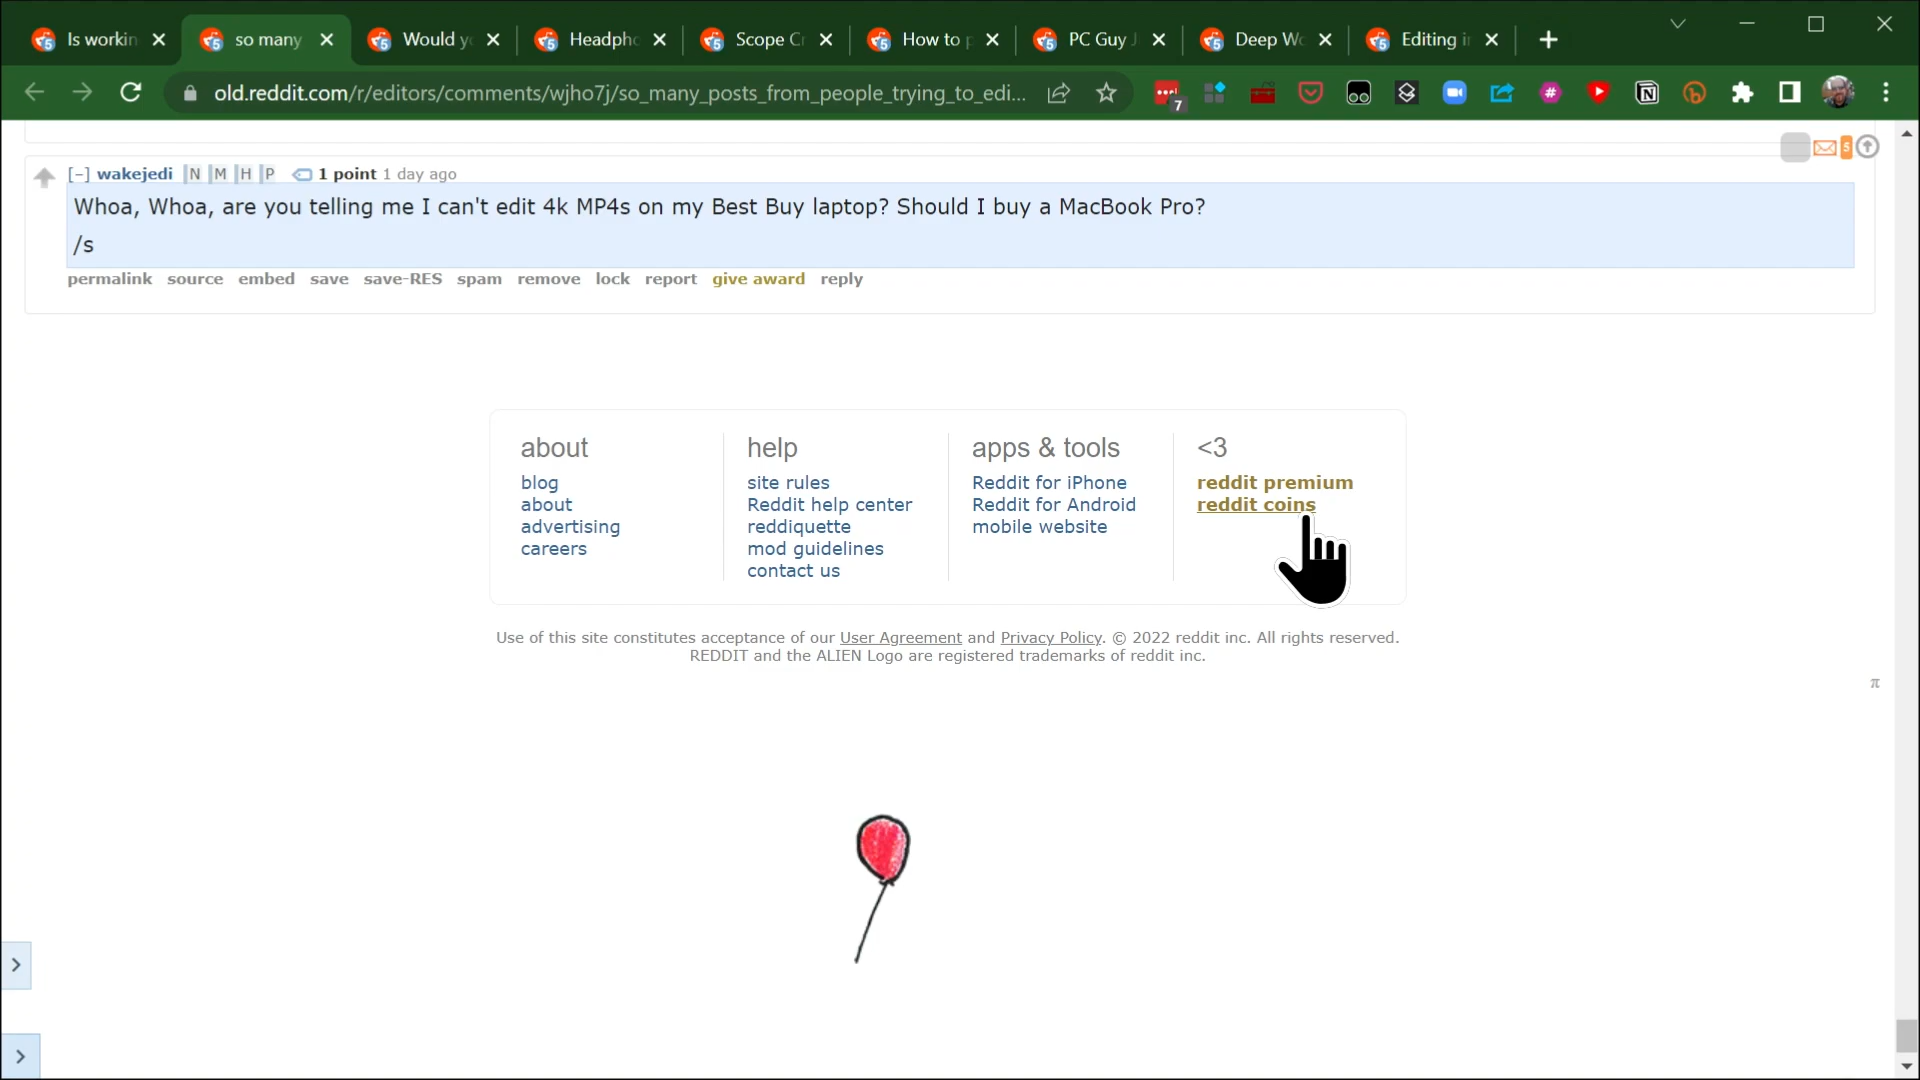 Is workin
so many
Would y
Headpho
Scope Cr
How to p
PC Guy J
Deep Wo
Editing i
old.reddit.com/r/editors/comments/wjho7j/so_many_posts_from_people_trying_to_edi...
7
5
[–] wakejedi N M H P 1 point 1 day ago
Whoa, Whoa, are you telling me I can't edit 4k MP4s on my Best Buy laptop? Should I buy a MacBook Pro?
/s
permalink source embed save save-RES spam remove lock report give award reply
about
blog
about
advertising
careers
help
site rules
Reddit help center
reddiquette
mod guidelines
contact us
apps & tools
Reddit for iPhone
Reddit for Android
mobile website
<3
reddit premium
reddit coins
Use of this site constitutes acceptance of our User Agreement and Privacy Policy. © 2022 reddit inc. All rights reserved.
REDDIT and the ALIEN Logo are registered trademarks of reddit inc.
π